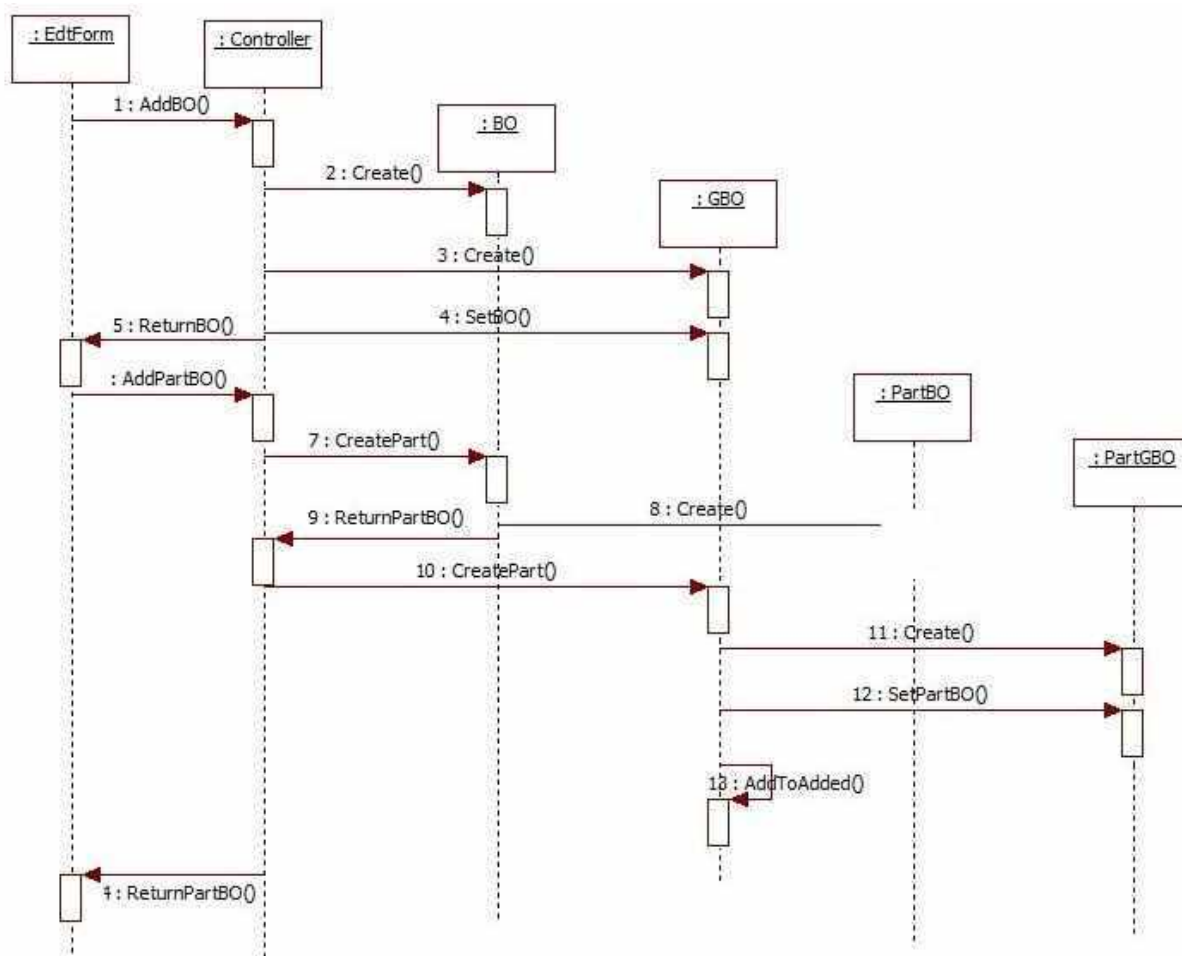 : EdtForm
: Controller
1 : AddBO()
: BO
2 : Create()
: GBO
3 : Create()
4 : SetBO()
5 : ReturnBO()
: AddPartBO()
: PartBO
7 : CreatePart()
: PartGBO
8 : Create()
9 : ReturnPartBO()
10 : CreatePart()
11 : Create()
12 : SetPartBO()
13 : AddToAdded()
4 : ReturnPartBO()